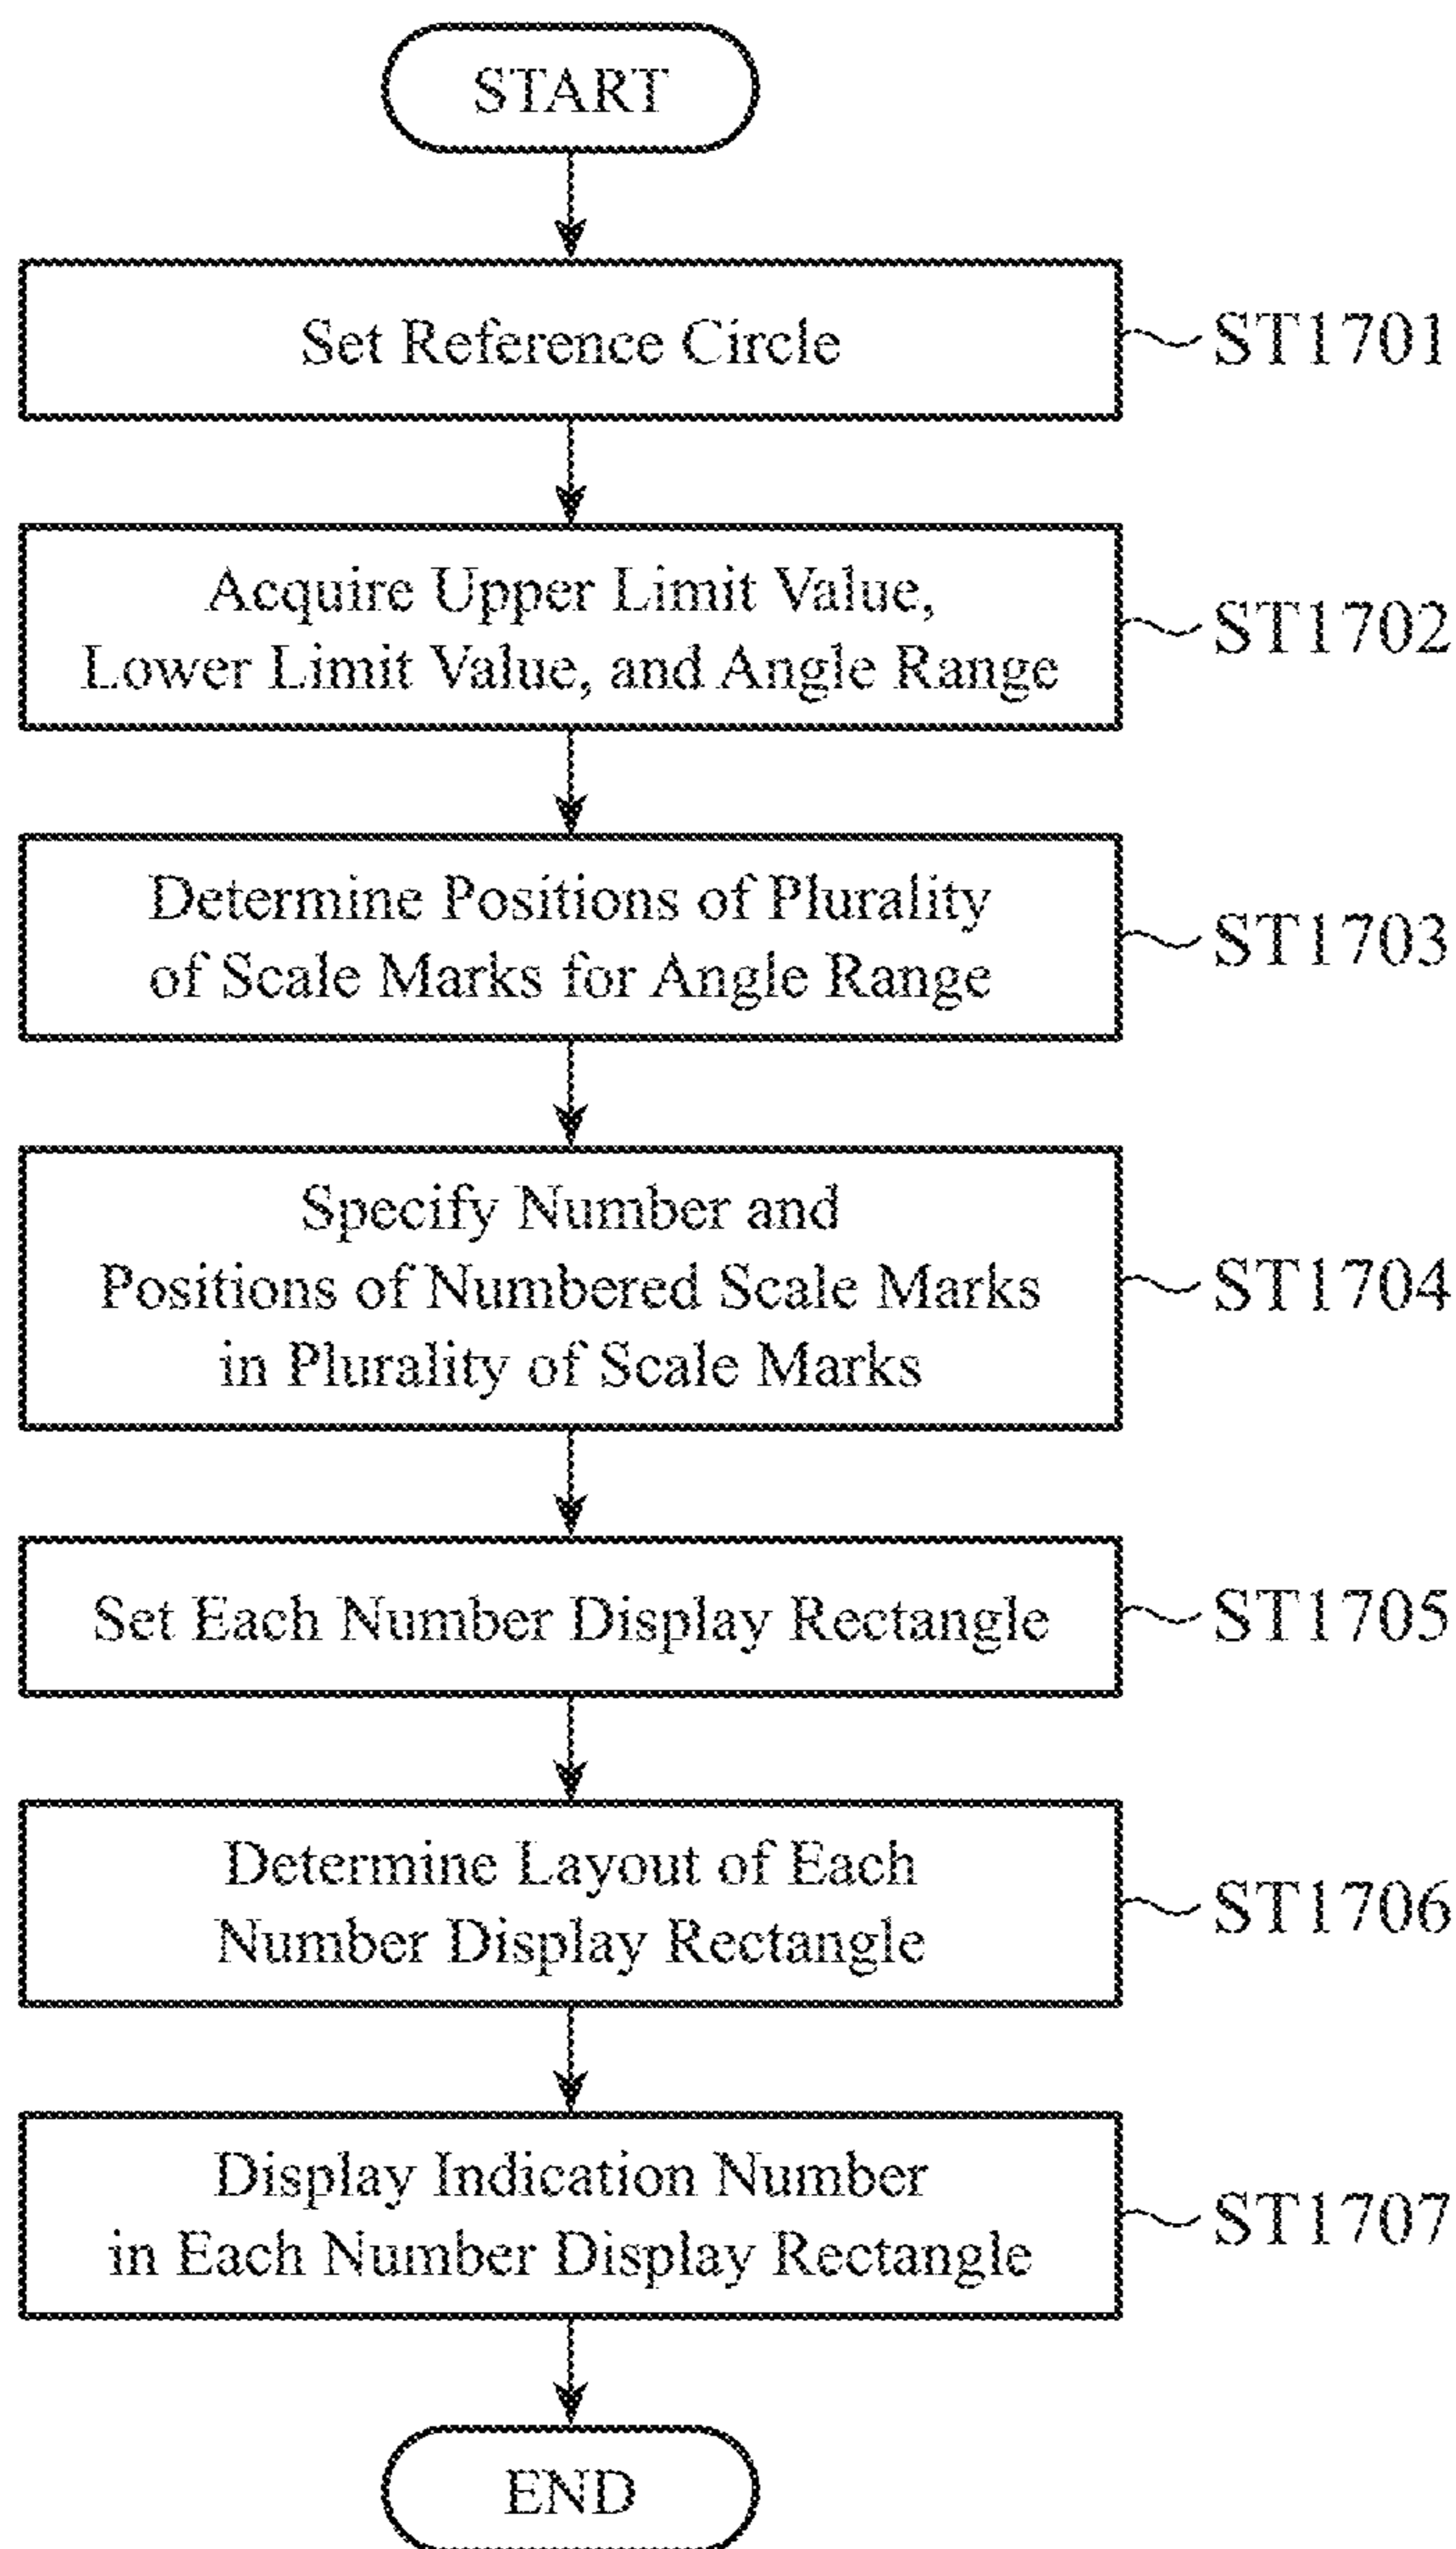 START
Set Reference Circle
ST1701
Acquire Upper Limit Value,
Lower Limit Value, and Angle Range
ST1702
Determine Positions of Plurality
of Scale Marks for Angle Range
ST1703
Specify Number and
Positions of Numbered Scale Marks
in Plurality of Scale Marks
ST1704
Set Each Number Display Rectangle
ST1705
Determine Layout of Each
Number Display Rectangle
ST1706
Display Indication Number
in Each Number Display Rectangle
ST1707
END